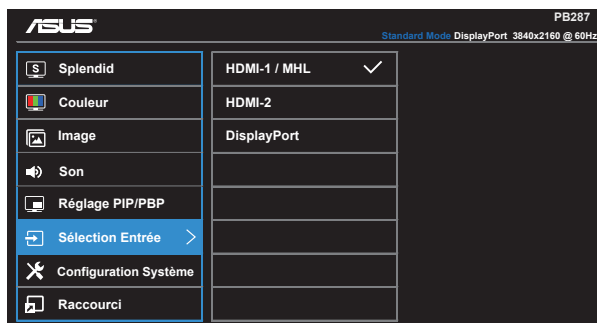 ASUS
PB287
Standard Mode DisplayPort 3840x2160 @ 60Hz
S Splendid
HDMI-1 / MHL
Couleur
HDMI-2
Image
DisplayPort
Son
Réglage PIP/PBP
Sélection Entrée
Configuration Système
Raccourci